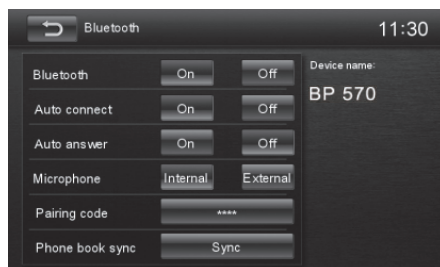 Bluetooth 11:30
Bluetooth On Off
Auto connect On Off
Auto answer On Off
Microphone Internal External
Pairing code ****
Phone book sync Sync
Device name:
BP 570